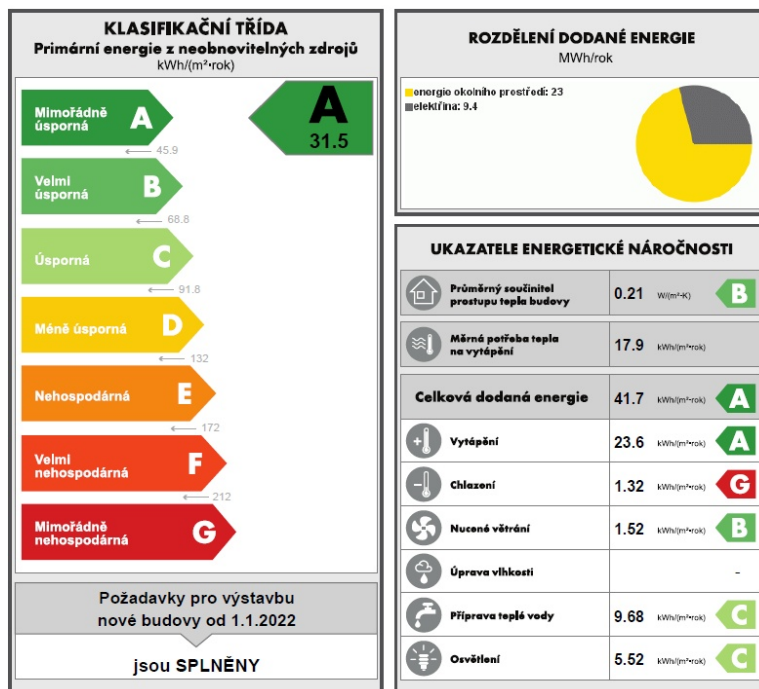 KLASIFIKAČNÍ TŘÍDA
Primární energie z neobnovitelných zdrojů
kWh/(m²•rok)
Mimořádně
úsporná
A
A
31.5
45.9
Velmi
úsporná
B
68.8
Úsporná
C
91.8
Méně úsporná
D
132
Nehospodárná
E
172
Velmi
nehospodárná
F
212
Mimořádně
nehospodárná
G
Požadavky pro výstavbu
nové budovy od 1.1.2022
jsou SPLNĚNY
ROZDĚLENÍ DODANÉ ENERGIE
MWh/rok
energie okolního prostředí: 23
elektřina: 9.4
UKAZATELE ENERGETICKÉ NÁROČNOSTI
Průměrný součinitel
prostupu tepla budovy
0.21 W/(m²•K) B
Měrná potřeba tepla
na vytápění
17.9 kWh/(m²•rok)
Celková dodaná energie 41.7 kWh/(m²•rok) A
Vytápění 23.6 kWh/(m²•rok) A
Chlazení 1.32 kWh/(m²•rok) G
Nucené větrání 1.52 kWh/(m²•rok) B
Úprava vlhkosti -
Příprava teplé vody 9.68 kWh/(m²•rok) C
Osvětlení 5.52 kWh/(m²•rok) C